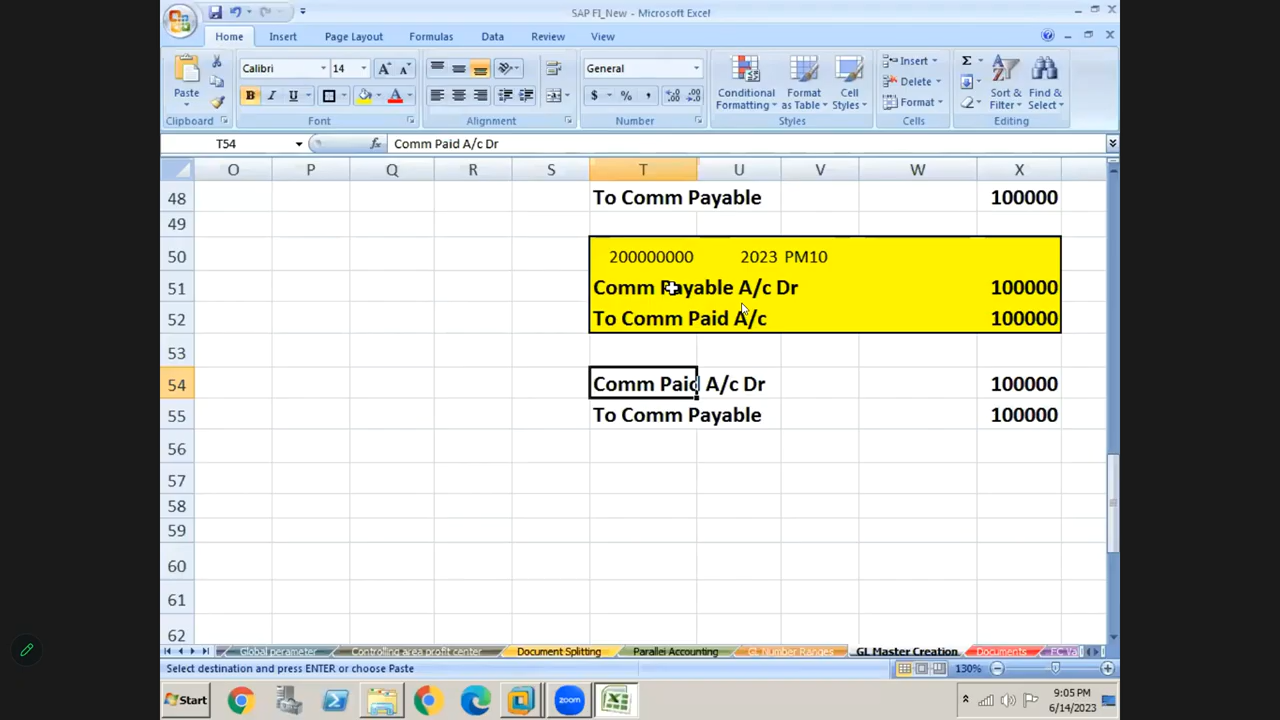 SAP FI_New - Microsoft Excel
Home Insert Page Layout Formulas Data Review View
Paste
Clipboard
Calibri 14
B I U
Font
Alignment
General
$ % ,
Number
Conditional Formatting
Format as Table
Cell Styles
Styles
Insert
Delete
Format
Cells
Sort & Filter
Find & Select
Editing
T54 fx Comm Paid A/c Dr
O P Q R S T U V W X
48 To Comm Payable 100000
49
50 200000000 2023 PM10
51 Comm Payable A/c Dr 100000
52 To Comm Paid A/c 100000
53
54 Comm Paid A/c Dr 100000
55 To Comm Payable 100000
56
57
58
59
60
61
62
Global perameter Controlling area profit center Document Splitting Parallel Accounting GL Number Ranges GL Master Creation Documents
Select destination and press ENTER or choose Paste 130%
Start zoom 9:05 PM
6/14/2023